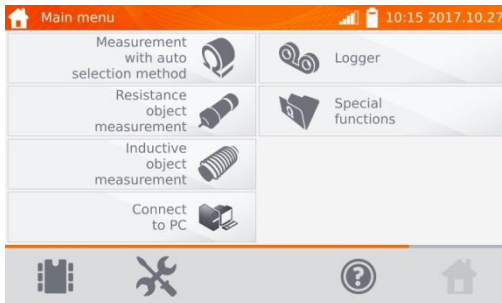 Main menu
10:15 2017.10.27
Measurement
with auto
selection method
Logger
Resistance
object
measurement
Special
functions
Inductive
object
measurement
Connect
to PC